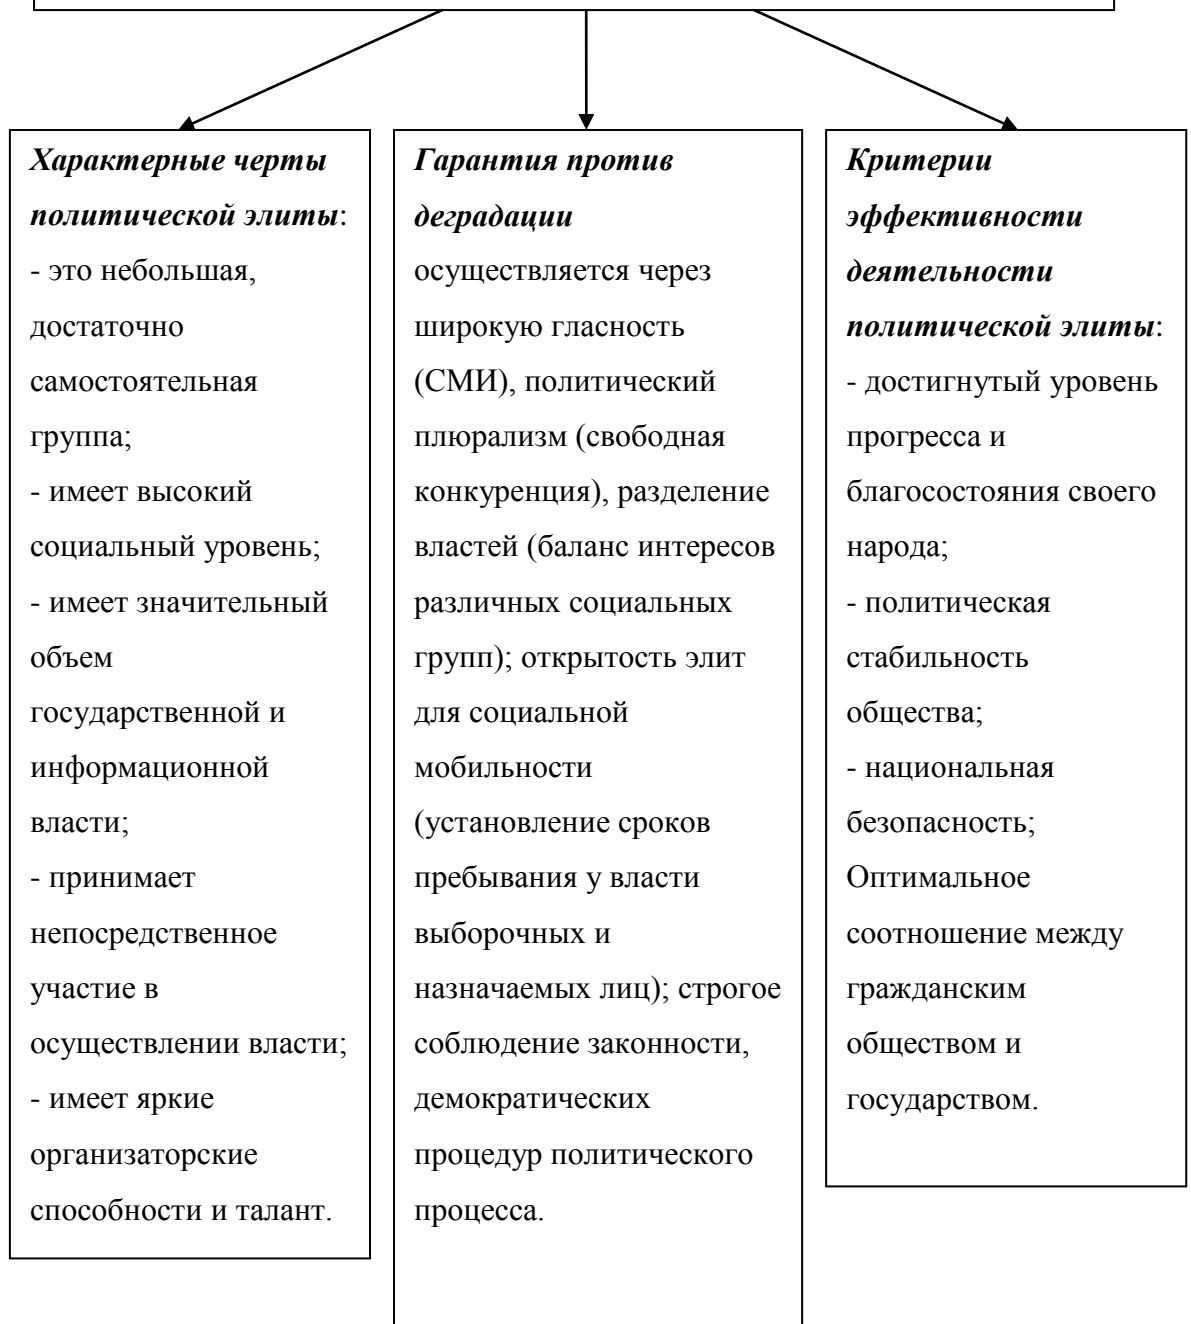 Характерные черты
политической элиты:
- это небольшая,
достаточно
самостоятельная
группа;
- имеет высокий
социальный уровень;
- имеет значительный
объем
государственной и
информационной
власти;
- принимает
непосредственное
участие в
осуществлении власти;
- имеет яркие
организаторские
способности и талант.
Гарантия против
деградации
осуществляется через
широкую гласность
(СМИ), политический
плюрализм (свободная
конкуренция), разделение
властей (баланс интересов
различных социальных
групп); открытость элит
для социальной
мобильности
(установление сроков
пребывания у власти
выборочных и
назначаемых лиц); строгое
соблюдение законности,
демократических
процедур политического
процесса.
Критерии
эффективности
деятельности
политической элиты:
- достигнутый уровень
прогресса и
благосостояния своего
народа;
- политическая
стабильность
общества;
- национальная
безопасность;
Оптимальное
соотношение между
гражданским
обществом и
государством.